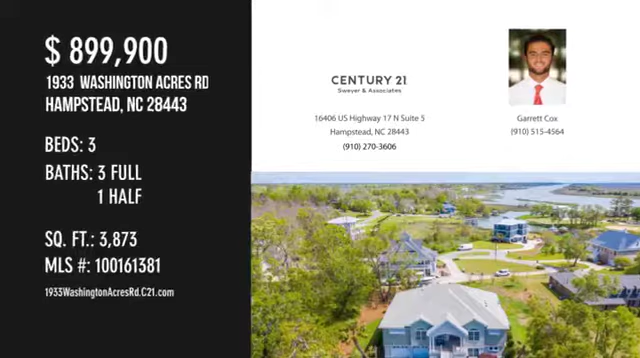 $ 899,900
1933 WASHINGTON ACRES RD
HAMPSTEAD, NC 28443
BEDS: 3
BATHS: 3 FULL
1 HALF
SQ. FT.: 3,873
MLS #: 100161381
1933WashingtonAcresRd.C21.com
CENTURY 21
Sweyer & Associates
16406 US Highway 17 N Suite 5
Hampstead, NC 28443
(910) 270-3606
Garrett Cox
(910) 515-4564